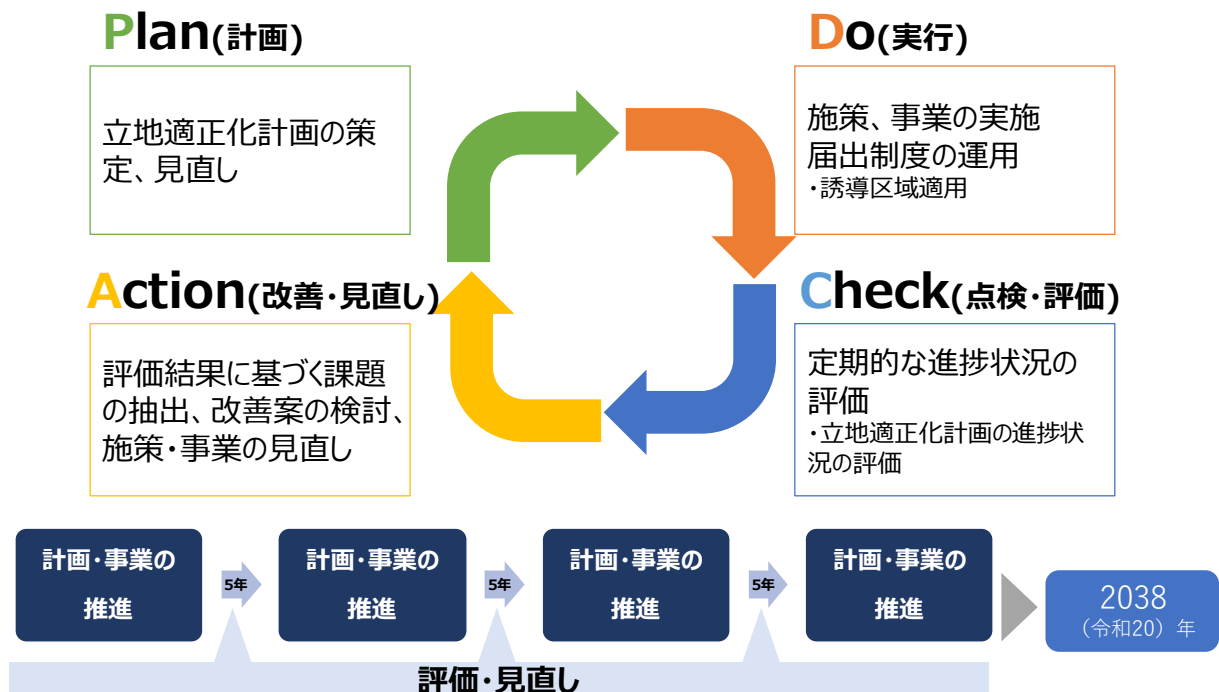 Plan(計画)
立地適正化計画の策
定、見直し
Do(実行)
施策、事業の実施
届出制度の運用
・誘導区域適用
Action(改善・見直し)
評価結果に基づく課題
の抽出、改善案の検討、
施策・事業の見直し
Check(点検・評価)
定期的な進捗状況の
評価
・立地適正化計画の進捗状
況の評価
計画・事業の
推進
5年
計画・事業の
推進
5年
計画・事業の
推進
5年
計画・事業の
推進
2038
（令和20）年
評価・見直し